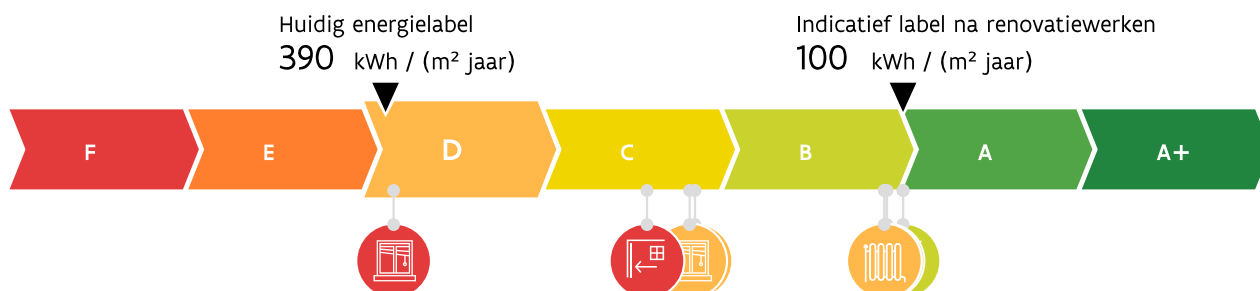 Huidig energielabel
390 kWh / (m² jaar)
Indicatief label na renovatiewerken
100 kWh / (m² jaar)
F E D C B A A+